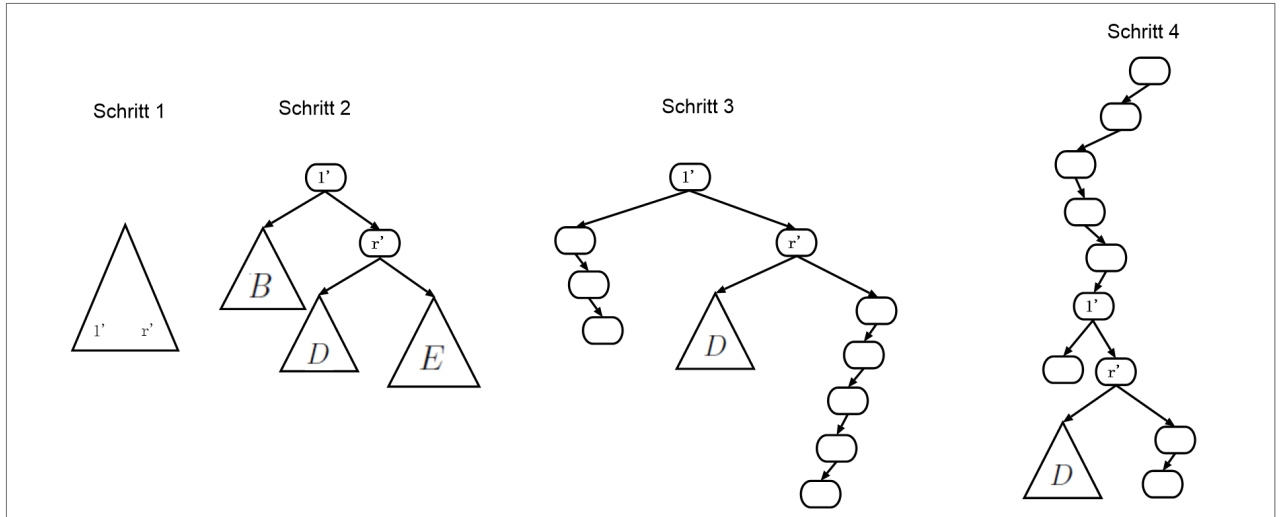 Schritt 1
l' r'
Schritt 2
l'
r'
B
D
E
Schritt 3
l'
r'
D
Schritt 4
l'
r'
D